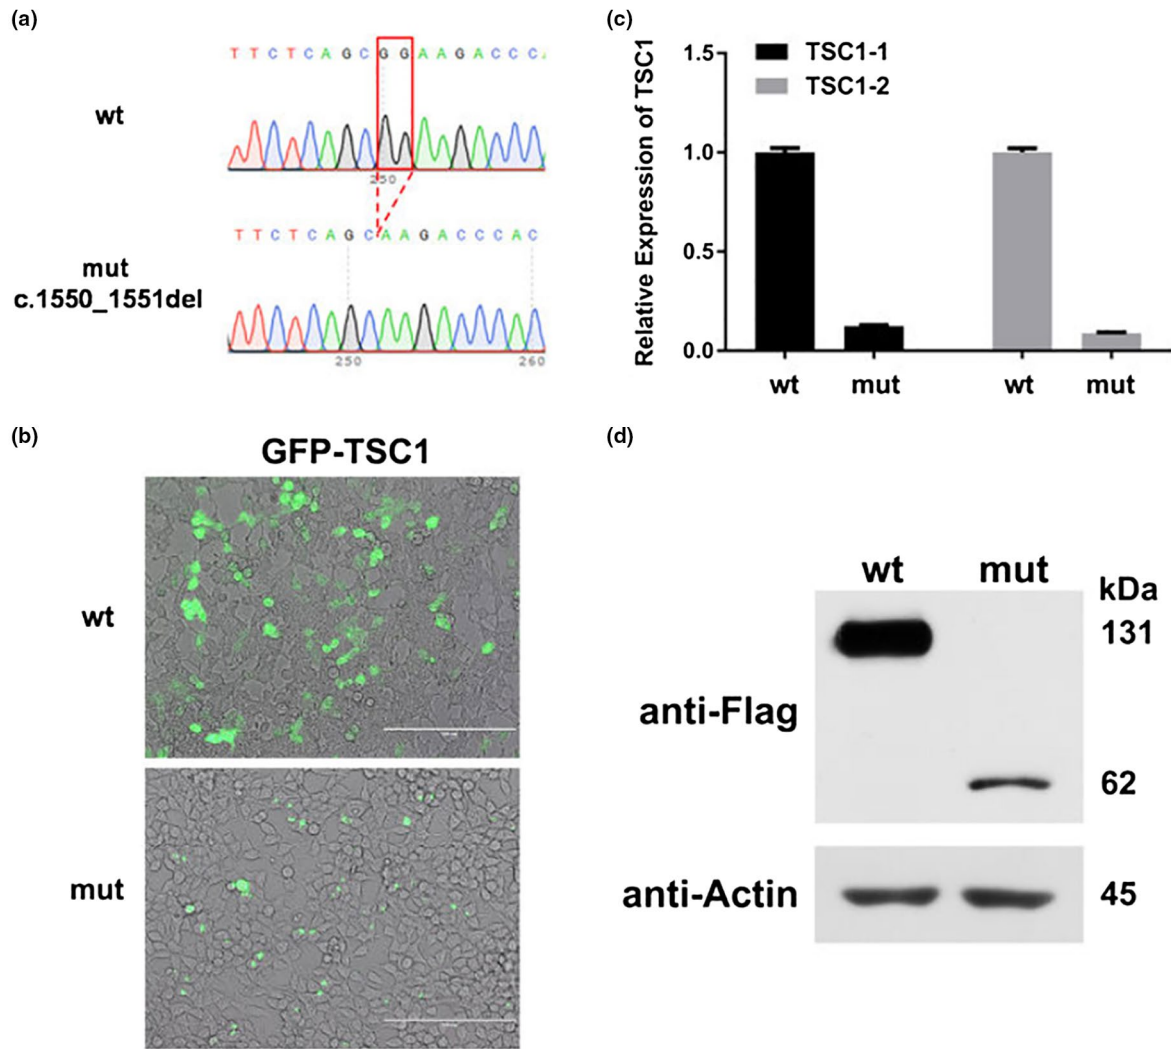 (a)
T T C T C A G C G G A A G A C C C A
wt
250
T T C T C A G C A A G A C C C A C
mut
c.1550_1551del
250 260
(b)
GFP-TSC1
wt
mut
(c)
Relative Expression of TSC1
TSC1-1
TSC1-2
1.5
1.0
0.5
0.0
wt mut wt mut
(d)
wt mut kDa
131
anti-Flag
62
anti-Actin 45